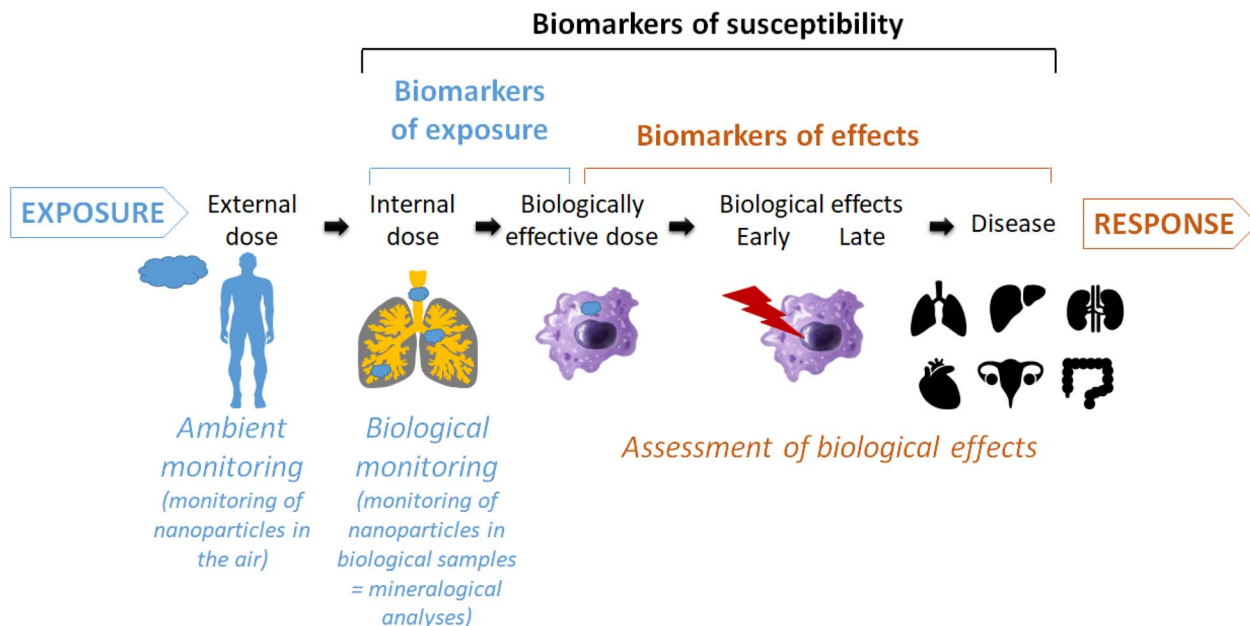 Biomarkers of susceptibility
Biomarkers
of exposure
Biomarkers of effects
EXPOSURE
External
dose
Internal
dose
Biologically
effective dose
Biological effects
Early Late
Disease
RESPONSE
Ambient
monitoring
(monitoring of
nanoparticles in
the air)
Biological
monitoring
(monitoring of
nanoparticles in
biological samples
= mineralogical
analyses)
Assessment of biological effects